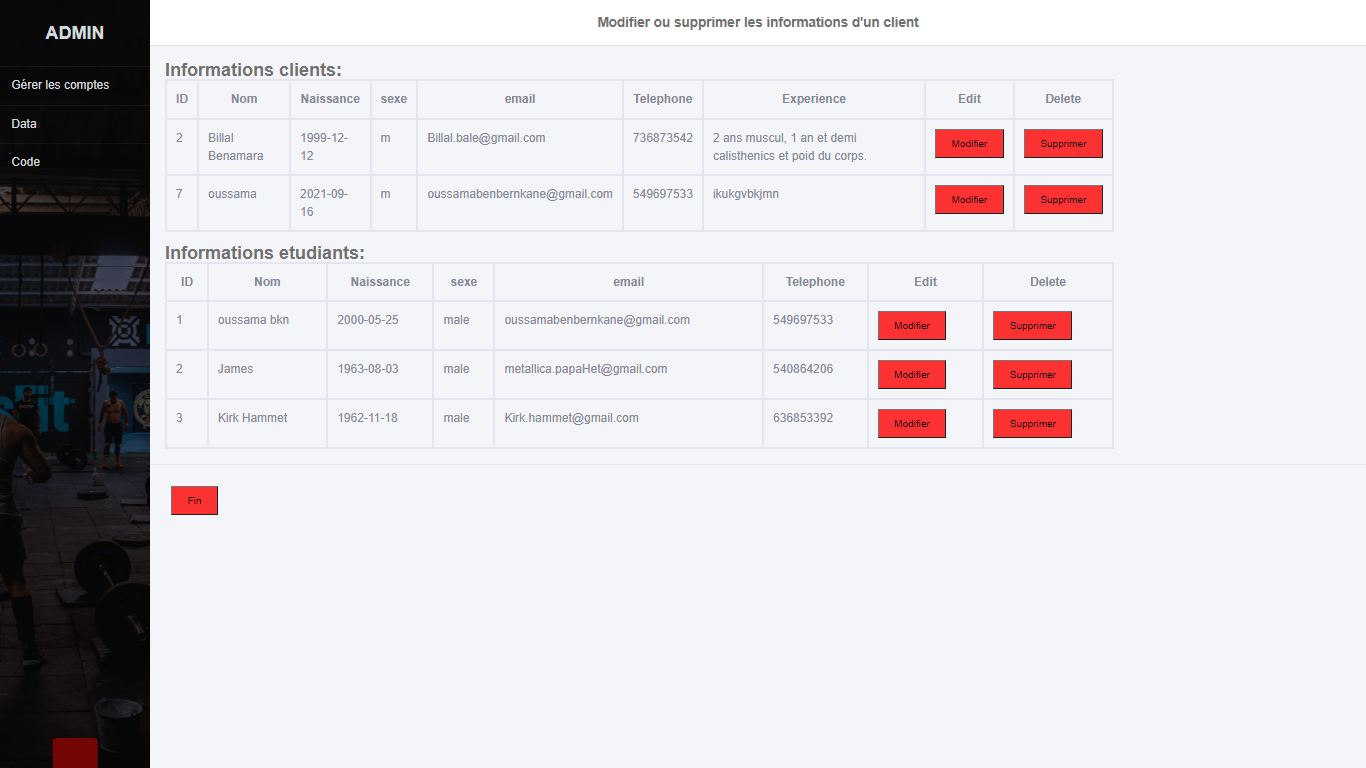 ADMIN
Gérer les comptes
Data
Code
Modifier ou supprimer les informations d'un client
Informations clients:
ID Nom Naissance sexe email Telephone Experience Edit Delete
2 Billal Benamara 1999-12-12 m Billal.bale@gmail.com 736873542 2 ans muscul, 1 an et demi calisthenics et poid du corps. Modifier Supprimer
7 oussama 2021-09-16 m oussamabenbernkane@gmail.com 549697533 ikukgvbkjmn Modifier Supprimer
Informations etudiants:
ID Nom Naissance sexe email Telephone Edit Delete
1 oussama bkn 2000-05-25 male oussamabenbernkane@gmail.com 549697533 Modifier Supprimer
2 James 1963-08-03 male metallica.papaHet@gmail.com 540864206 Modifier Supprimer
3 Kirk Hammet 1962-11-18 male Kirk.hammet@gmail.com 636853392 Modifier Supprimer
Fin